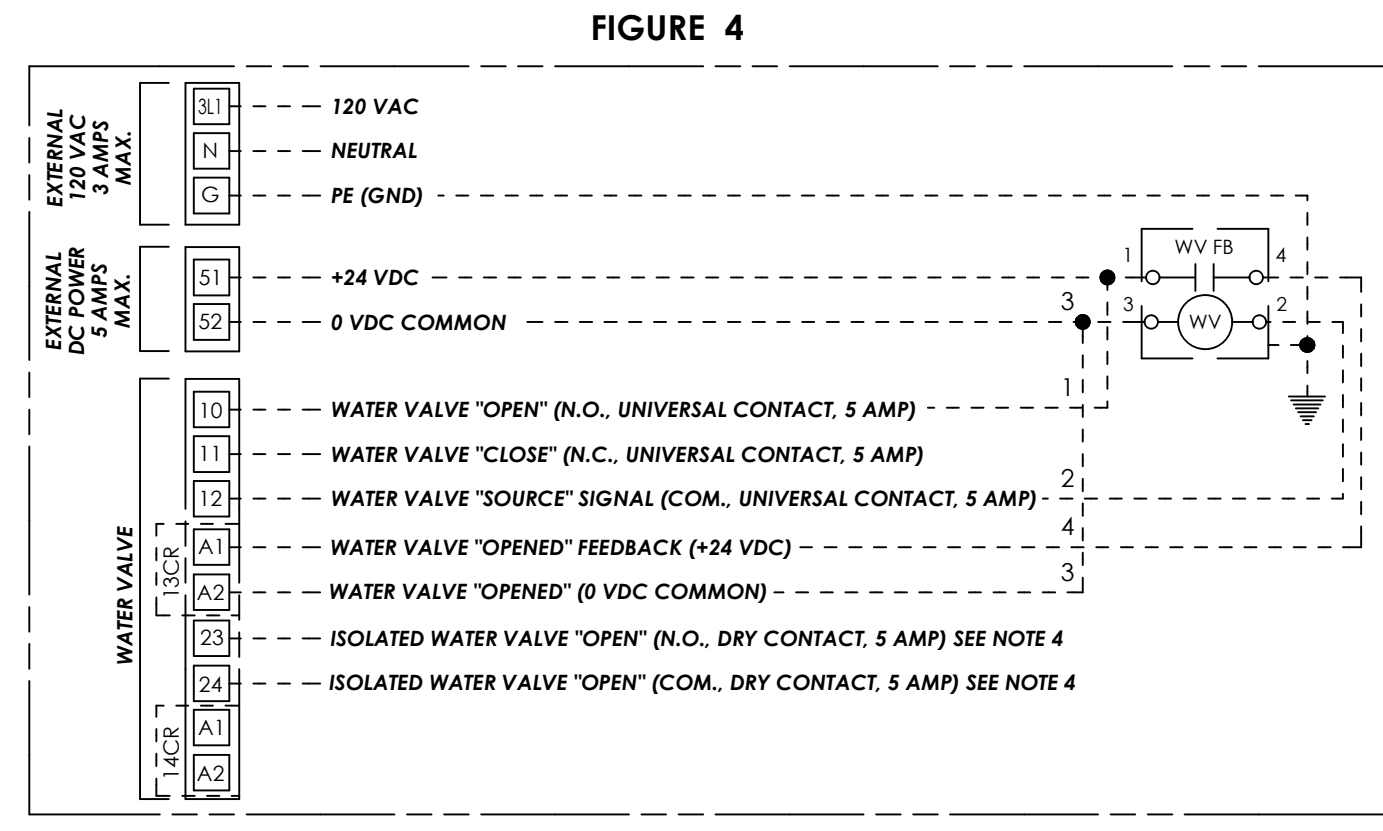 FIGURE 4
EXTERNAL
120 VAC
3 AMPS
MAX.
3L1
120 VAC
N
NEUTRAL
G
PE (GND)
EXTERNAL
DC POWER
5 AMPS
MAX.
51
+24 VDC
52
0 VDC COMMON
3
1
WV FB
4
3
WV
2
WATER VALVE
10
WATER VALVE "OPEN" (N.O., UNIVERSAL CONTACT, 5 AMP)
1
11
WATER VALVE "CLOSE" (N.C., UNIVERSAL CONTACT, 5 AMP)
12
WATER VALVE "SOURCE" SIGNAL (COM., UNIVERSAL CONTACT, 5 AMP)
2
13CR
A1
WATER VALVE "OPENED" FEEDBACK (+24 VDC)
4
A2
WATER VALVE "OPENED" (0 VDC COMMON)
3
23
ISOLATED WATER VALVE "OPEN" (N.O., DRY CONTACT, 5 AMP) SEE NOTE 4
24
ISOLATED WATER VALVE "OPEN" (COM., DRY CONTACT, 5 AMP) SEE NOTE 4
14CR
A1
A2